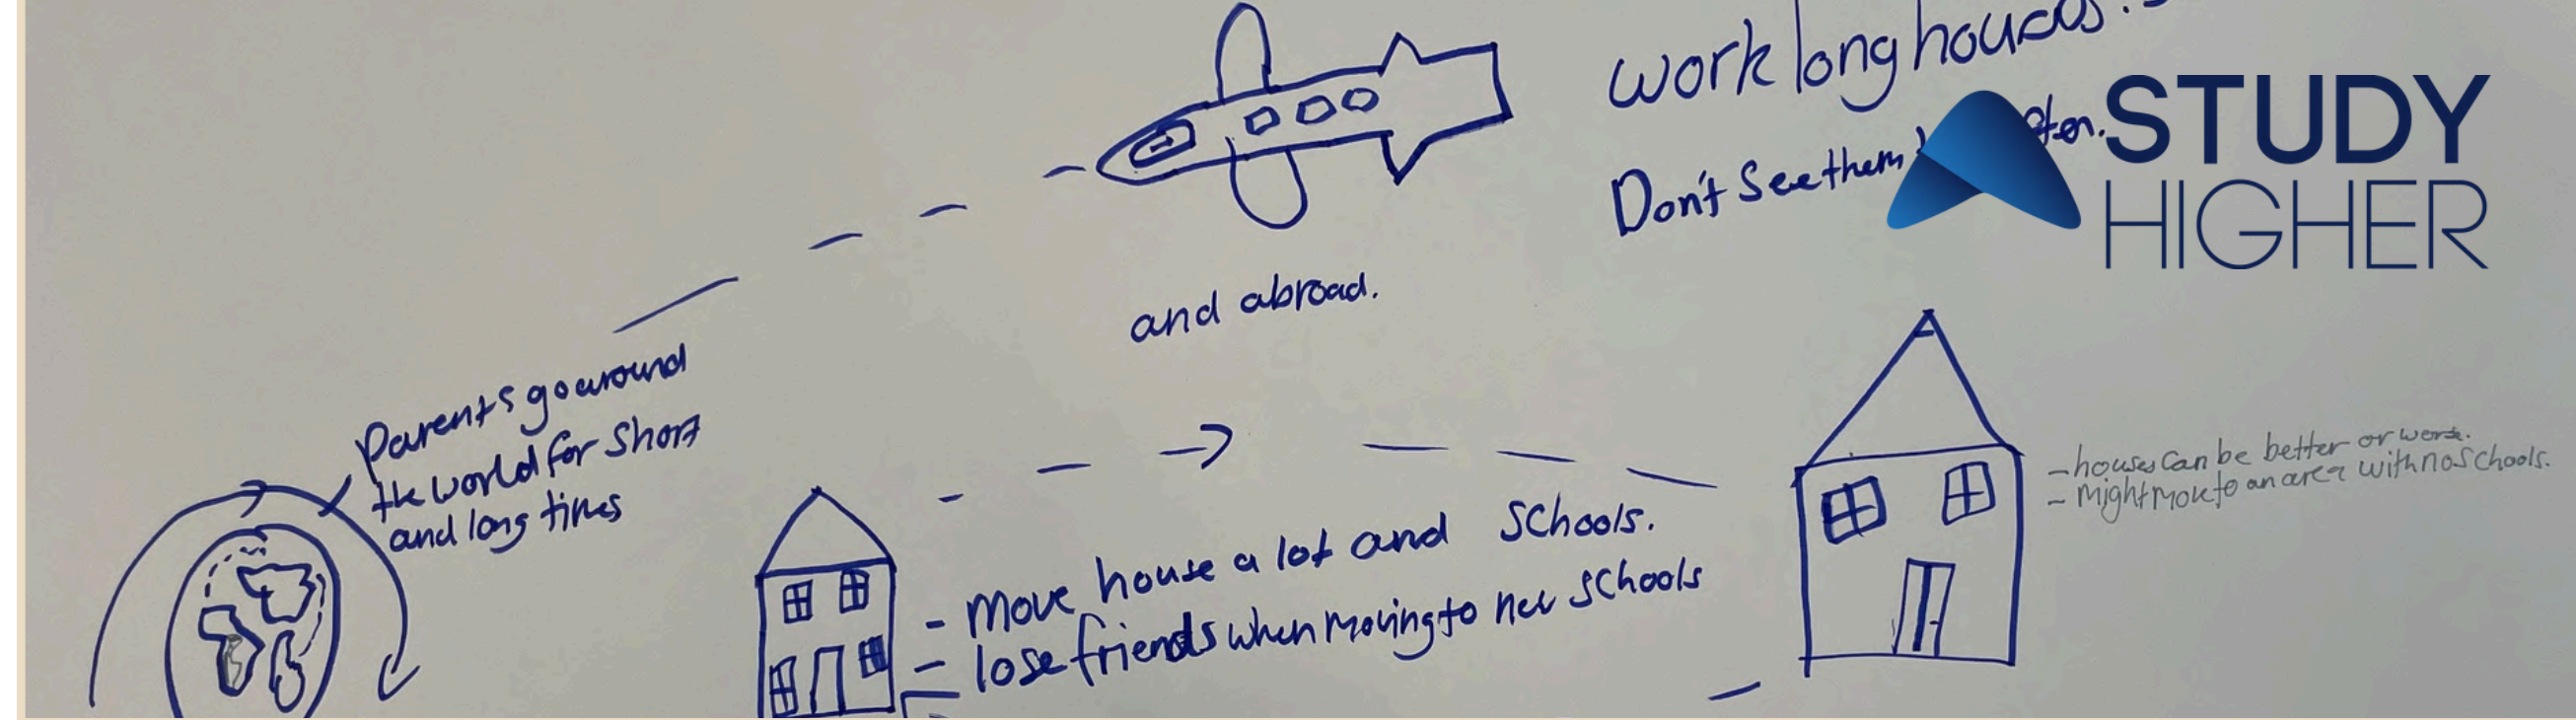 work long hours.
Don't see them
STUDY
HIGHER
and abroad.
Parents go around
the world for short
and long times
- houses can be better or worse.
- might move to an area with no schools.
- move house a lot and schools.
- lose friends when moving to new schools